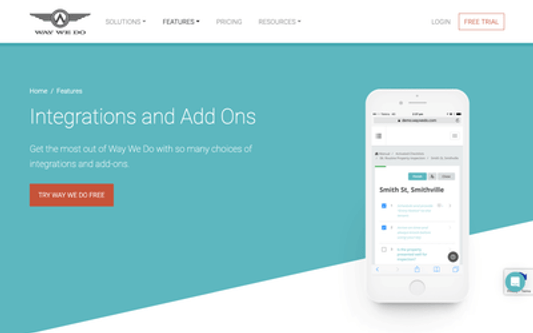 WAY WE DO
SOLUTIONS
FEATURES
PRICING
RESOURCES
LOGIN
FREE TRIAL
Home / Features
Integrations and Add Ons
Get the most out of Way We Do with so many choices of
integrations and add-ons.
TRY WAY WE DO FREE
Smith St, Smithville